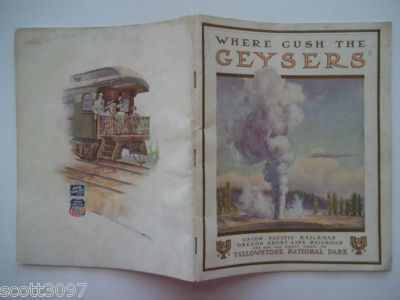 WHERE GUSH THE
GEYSERS
UNION PACIFIC RAILROAD
OREGON SHORT LINE RAILROAD
YELLOWSTONE NATIONAL PARK
scott3097